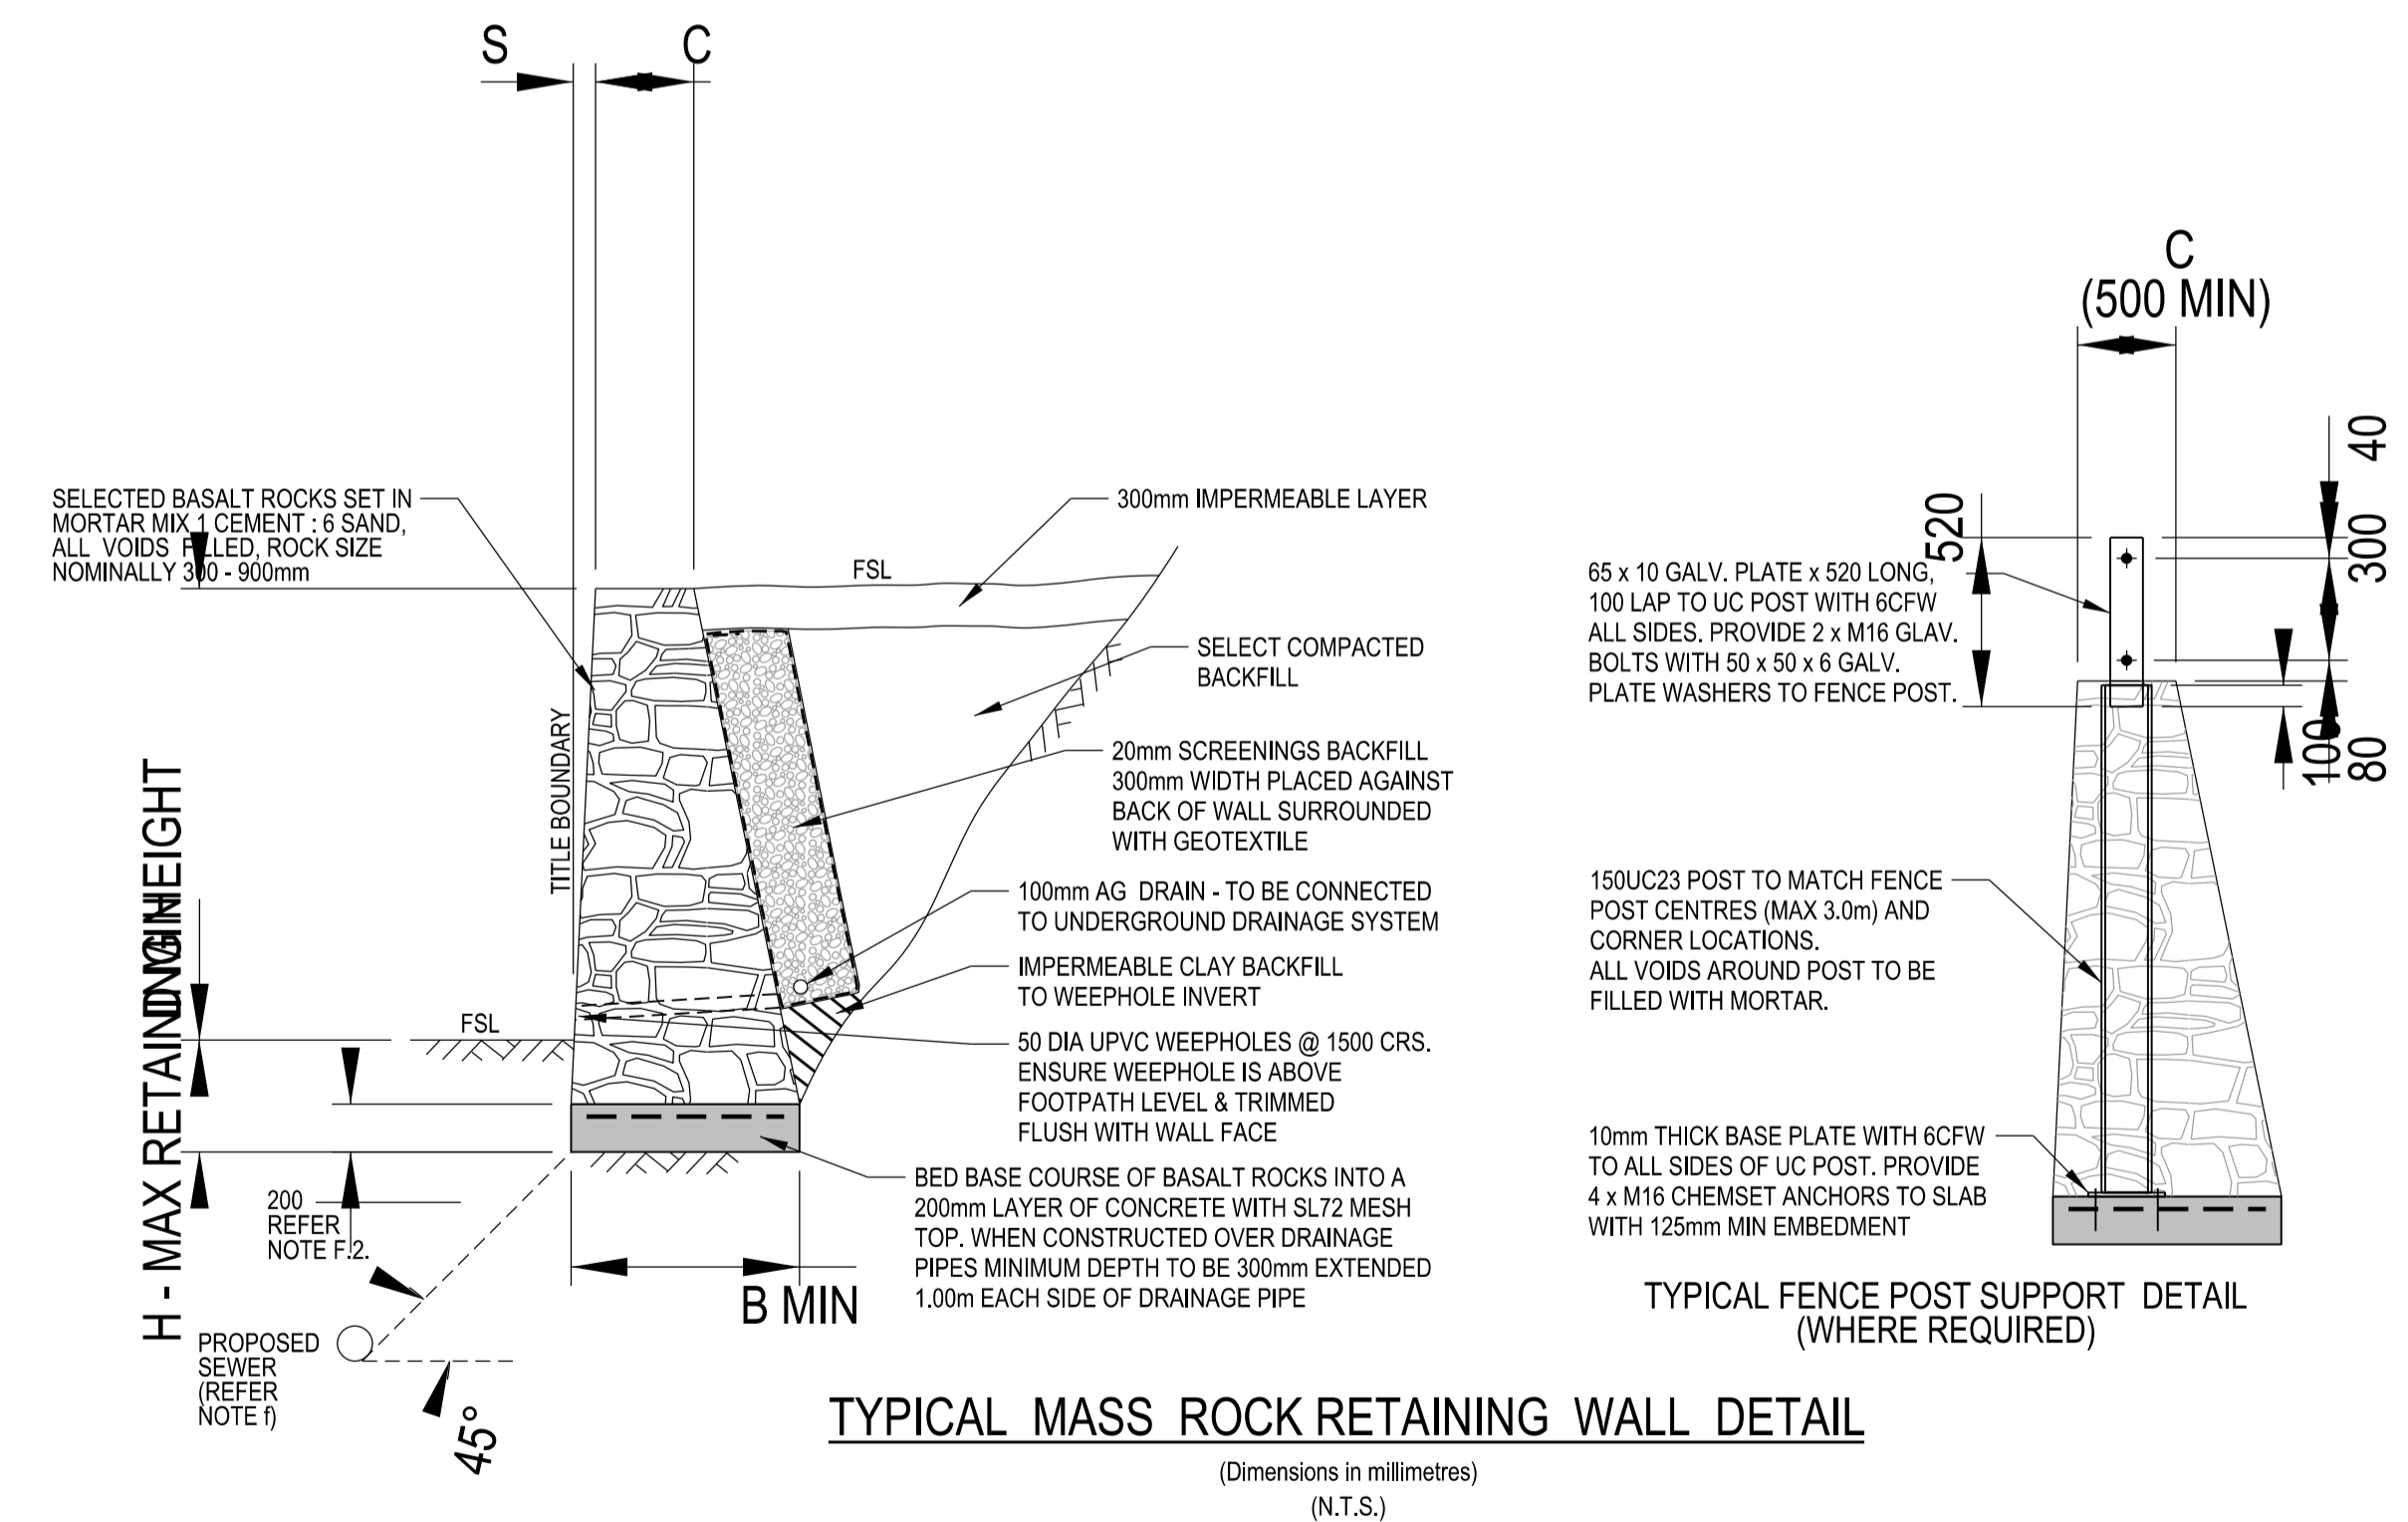 S
C
SELECTED BASALT ROCKS SET IN
MORTAR MIX 1 CEMENT : 6 SAND,
ALL VOIDS FILLED, ROCK SIZE
NOMINALLY 300 - 900mm
300mm IMPERMEABLE LAYER
FSL
SELECT COMPACTED
BACKFILL
20mm SCREENINGS BACKFILL
300mm WIDTH PLACED AGAINST
BACK OF WALL SURROUNDED
WITH GEOTEXTILE
TITLE BOUNDARY
100mm AG DRAIN - TO BE CONNECTED
TO UNDERGROUND DRAINAGE SYSTEM
IMPERMEABLE CLAY BACKFILL
TO WEEPHOLE INVERT
FSL
50 DIA UPVC WEEPHOLES @ 1500 CRS.
ENSURE WEEPHOLE IS ABOVE
FOOTPATH LEVEL & TRIMMED
FLUSH WITH WALL FACE
H - MAX RETAINING HEIGHT
BED BASE COURSE OF BASALT ROCKS INTO A
200mm LAYER OF CONCRETE WITH SL72 MESH
TOP. WHEN CONSTRUCTED OVER DRAINAGE
PIPES MINIMUM DEPTH TO BE 300mm EXTENDED
1.00m EACH SIDE OF DRAINAGE PIPE
200
REFER
NOTE F.2.
B MIN
PROPOSED
SEWER
(REFER
NOTE f)
45°
C
(500 MIN)
40
300
520
100
80
65 x 10 GALV. PLATE x 520 LONG,
100 LAP TO UC POST WITH 6CFW
ALL SIDES. PROVIDE 2 x M16 GLAV.
BOLTS WITH 50 x 50 x 6 GALV.
PLATE WASHERS TO FENCE POST.
150UC23 POST TO MATCH FENCE
POST CENTRES (MAX 3.0m) AND
CORNER LOCATIONS.
ALL VOIDS AROUND POST TO BE
FILLED WITH MORTAR.
10mm THICK BASE PLATE WITH 6CFW
TO ALL SIDES OF UC POST. PROVIDE
4 x M16 CHEMSET ANCHORS TO SLAB
WITH 125mm MIN EMBEDMENT
TYPICAL FENCE POST SUPPORT DETAIL
(WHERE REQUIRED)
TYPICAL MASS ROCK RETAINING WALL DETAIL
(Dimensions in millimetres)
(N.T.S.)